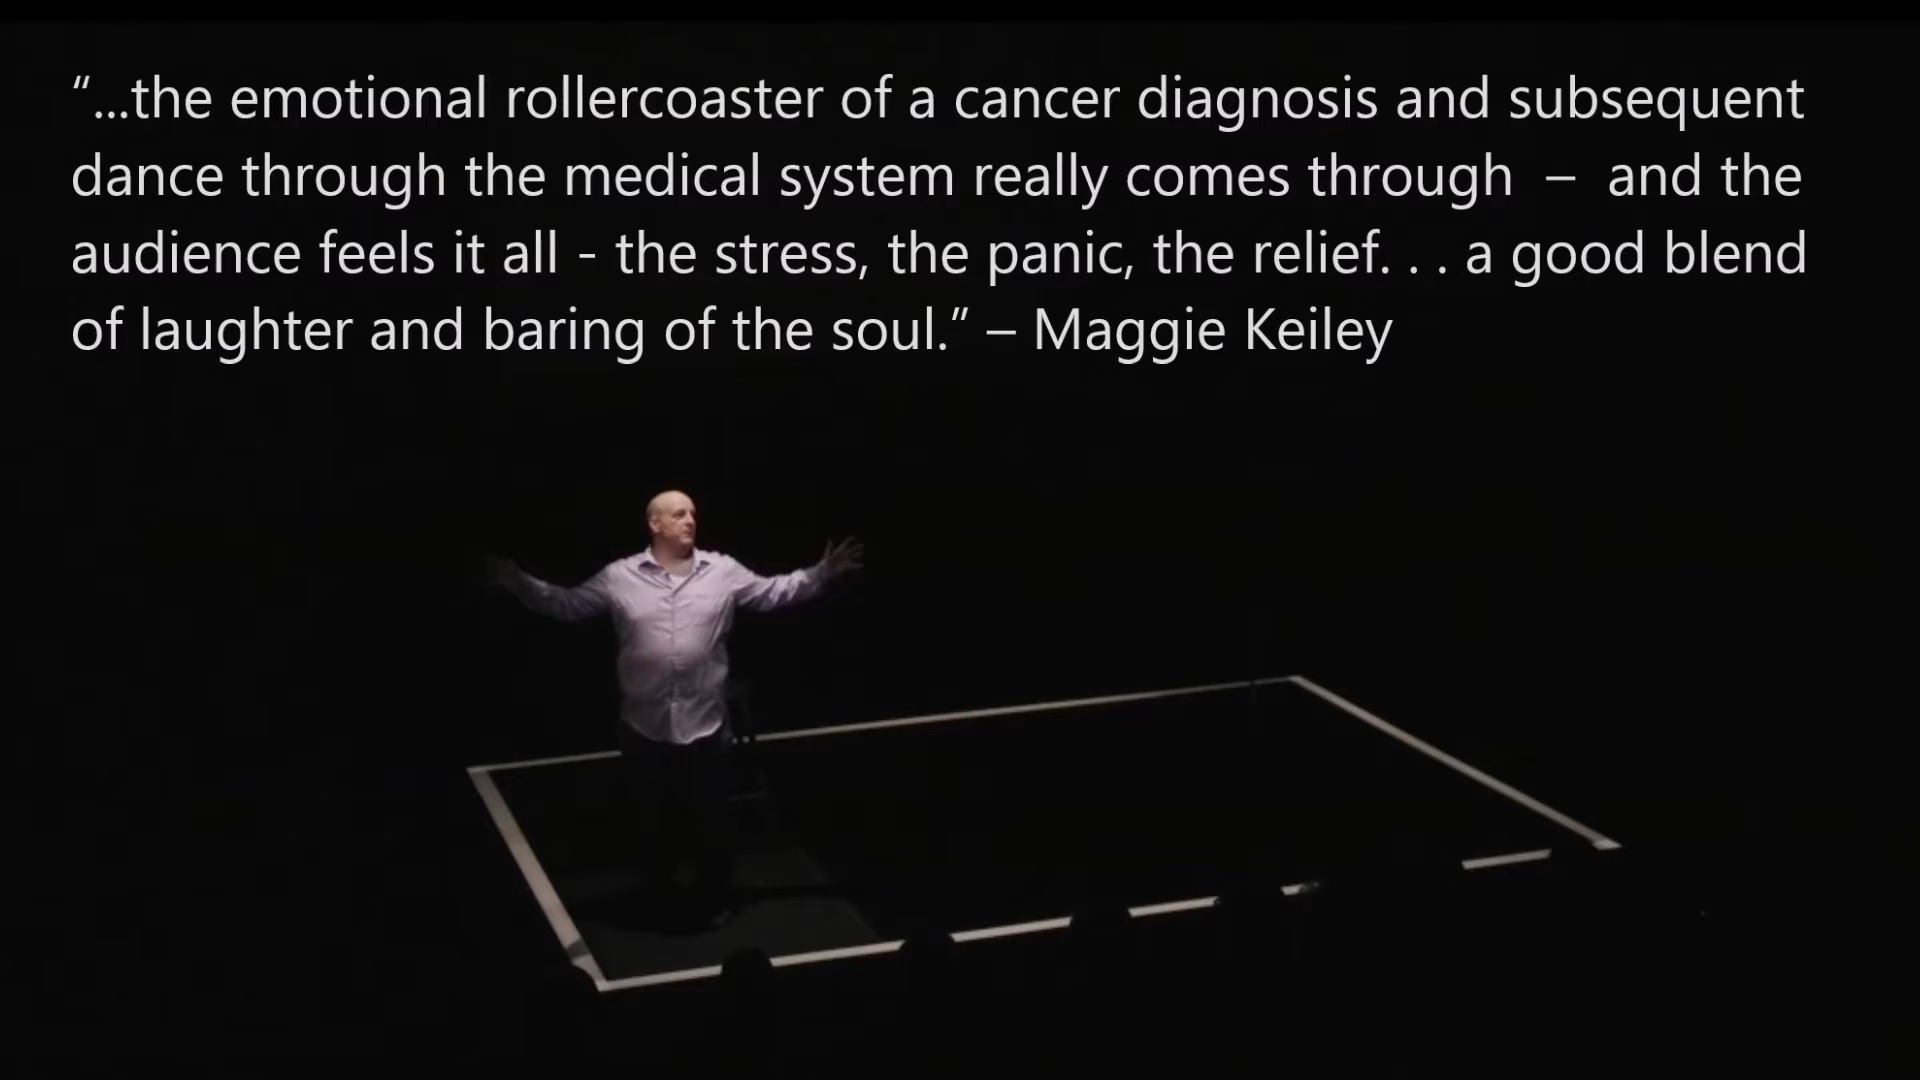 “...the emotional rollercoaster of a cancer diagnosis and subsequent
dance through the medical system really comes through  –  and the
audience feels it all - the stress, the panic, the relief. . . a good blend
of laughter and baring of the soul.” – Maggie Keiley